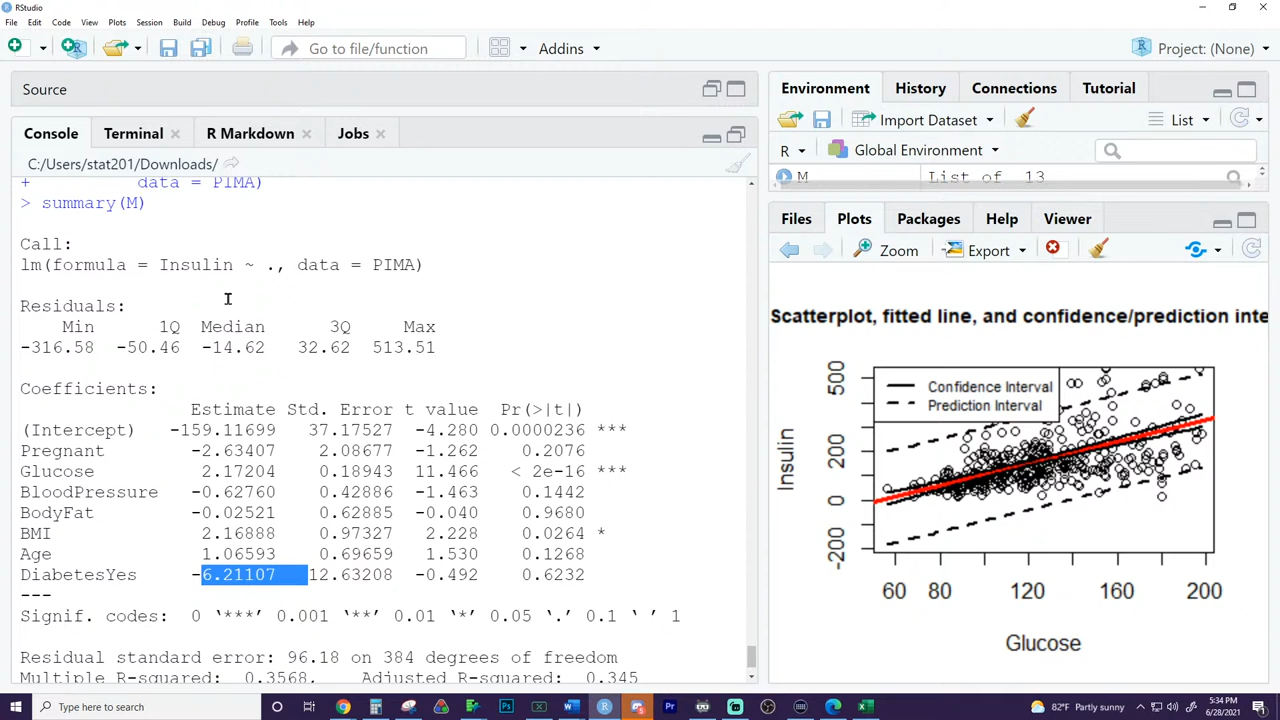 RStudio
File Edit Code View Plots Session Build Debug Profile Tools Help
Go to file/function Addins Project: (None)
Source
Console Terminal R Markdown Jobs
C:/Users/stat201/Downloads/
+ data = PIMA)
> summary(M)
Call:
lm(formula = Insulin ~ ., data = PIMA)
Residuals:
Min 1Q Median 3Q Max
-316.58 -50.46 -14.62 32.62 513.51
Coefficients:
Estimate Std. Error t value Pr(>|t|)
(Intercept) -159.11699 37.17527 -4.280 0.0000236 ***
Pregnant -2.63407 2.08677 -1.262 0.2076
Glucose 2.17204 0.18943 11.466 < 2e-16 ***
BloodPressure -0.62760 0.42886 -1.463 0.1442
BodyFat -0.02521 0.62885 -0.040 0.9680
BMI 2.16888 0.97327 2.228 0.0264 *
Age 1.06593 0.69659 1.530 0.1268
DiabetesYes -6.21107 12.63208 -0.492 0.6232
---
Signif. codes: 0 ‘***’ 0.001 ‘**’ 0.01 ‘*’ 0.05 ‘.’ 0.1 ‘ ’ 1
Residual standard error: 96.18 on 384 degrees of freedom
Multiple R-squared: 0.3568, Adjusted R-squared: 0.345
Environment History Connections Tutorial
Import Dataset List
R Global Environment
M List of 13
Files Plots Packages Help Viewer
Zoom Export
Scatterplot, fitted line, and confidence/prediction inte
Confidence Interval
Prediction Interval
Insulin
-200 0 200 500
60 80 120 160 200
Glucose
Type here to search
82°F Partly sunny
5:34 PM
6/28/2021